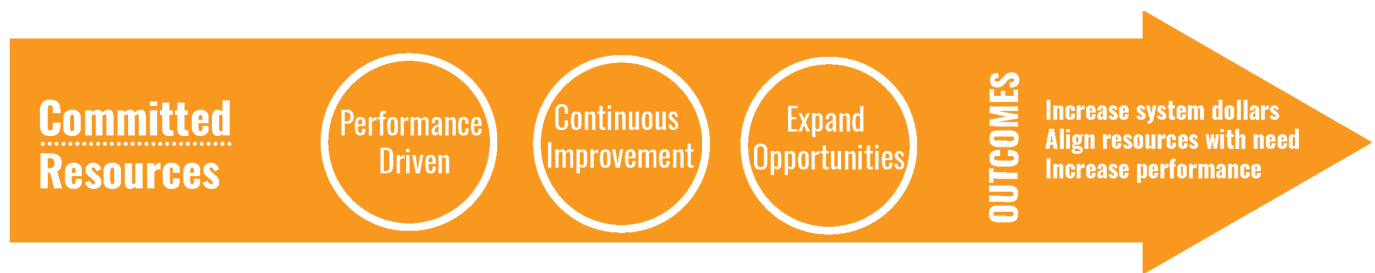 Committed
Resources
Performance
Driven
Continuous
Improvement
Expand
Opportunities
OUTCOMES
Increase system dollars
Align resources with need
Increase performance